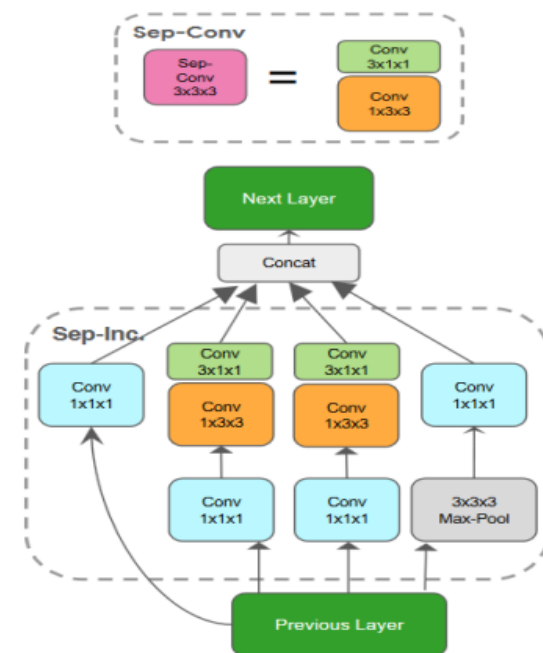 Sep-Conv
Sep-
Conv
3x3x3
=
Conv
3x1x1
Conv
1x3x3
Next Layer
Concat
Sep-Inc.
Conv
1x1x1
Conv
3x1x1
Conv
1x3x3
Conv
1x1x1
Conv
3x1x1
Conv
1x3x3
Conv
1x1x1
Conv
1x1x1
3x3x3
Max-Pool
Previous Layer